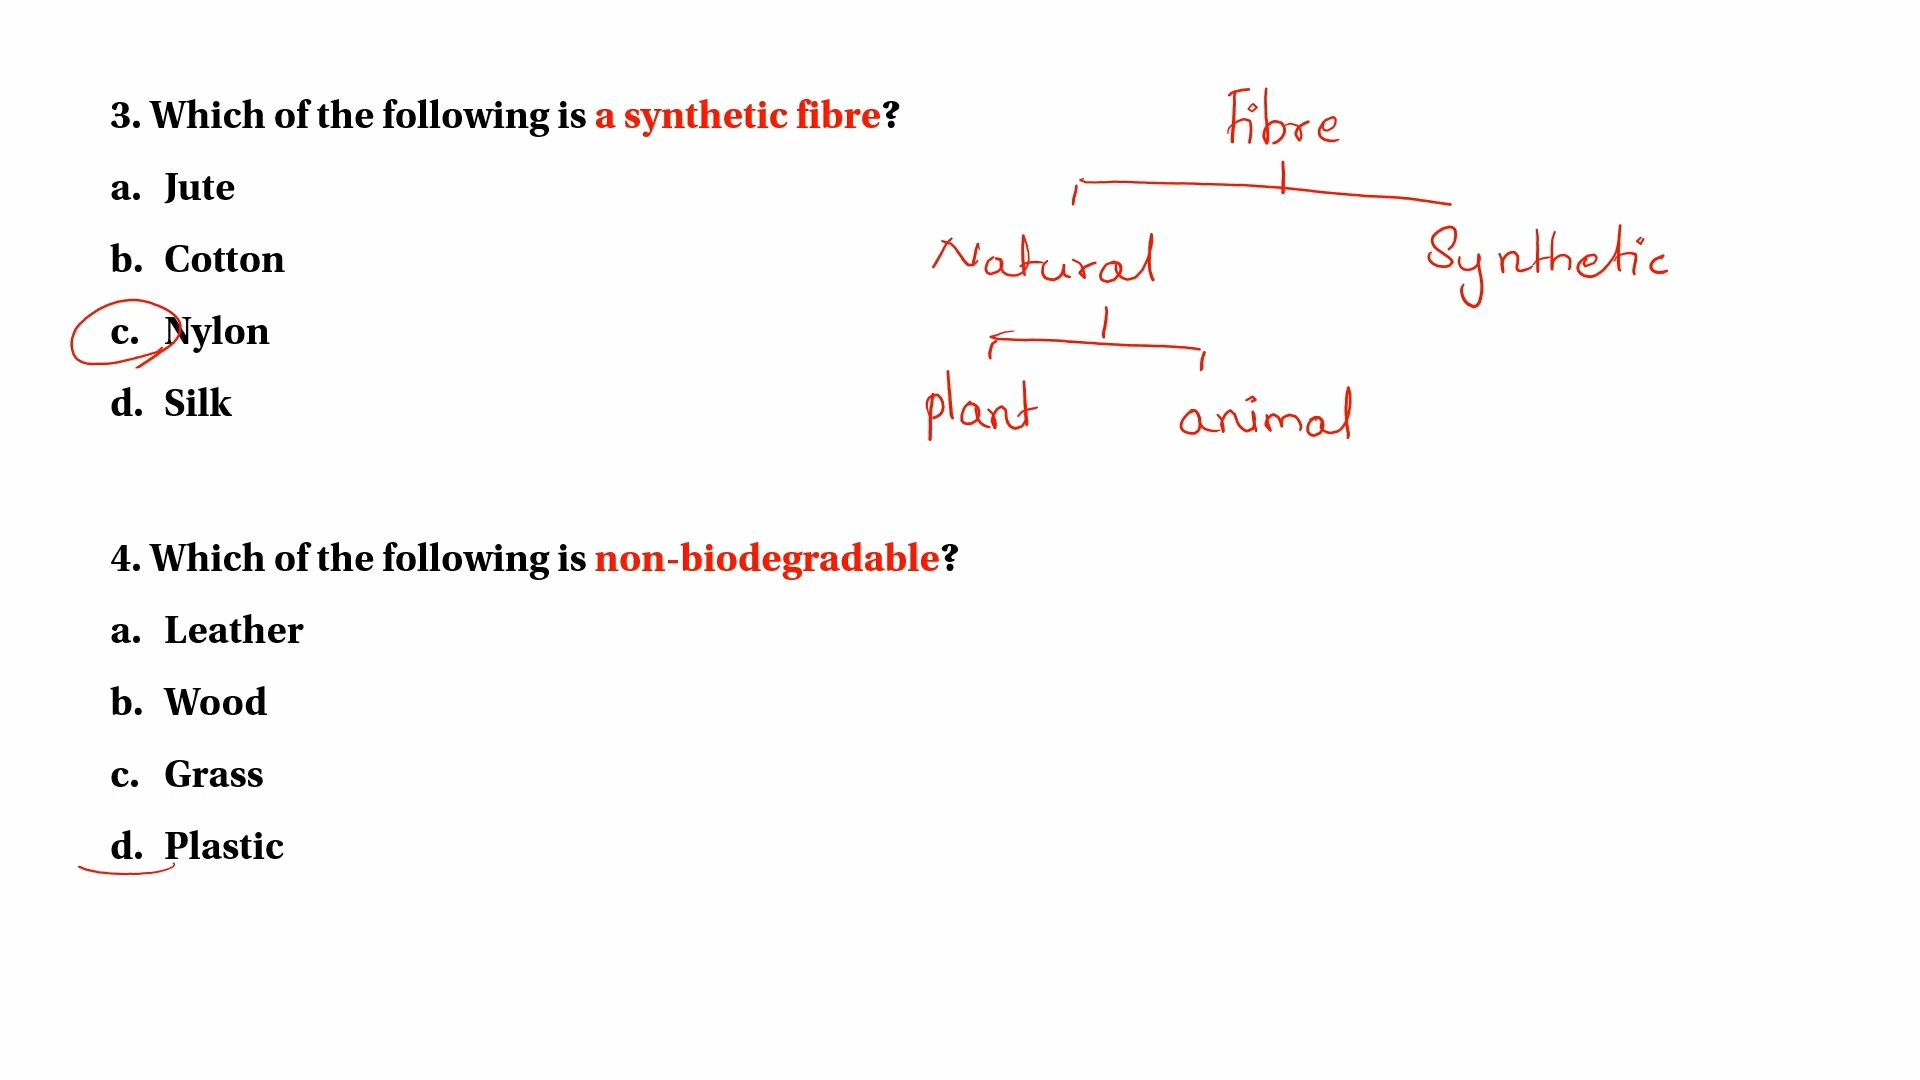 3. Which of the following is a synthetic fibre?
a. Jute
b. Cotton
c. Nylon
d. Silk
Fibre
Natural Synthetic
plant animal
4. Which of the following is non-biodegradable?
a. Leather
b. Wood
c. Grass
d. Plastic